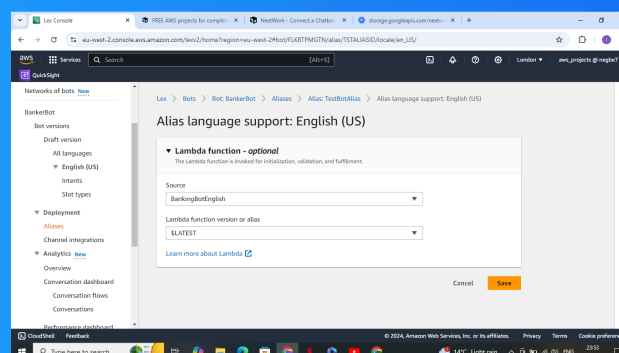 Lex Console
FREE AWS projects for complete
NextWork - Connect a Chatbot
storage.googleapis.com/nextw
eu-west-2.console.aws.amazon.com/lexv2/home?region=eu-west-2#bot/FLKBTPMGTN/alias/TSTALIASID/locale/en_US/
aws
Services
Search
[Alt+S]
London
aws_projects @ negbe7
QuickSight
Networks of bots New
BankerBot
Bot versions
Draft version
All languages
English (US)
Intents
Slot types
Deployment
Aliases
Channel integrations
Analytics New
Overview
Conversation dashboard
Conversation flows
Conversations
Performance dashboard
Lex > Bots > Bot: BankerBot > Aliases > Alias: TestBotAlias > Alias language support: English (US)
Alias language support: English (US)
Lambda function - optional
The Lambda function is invoked for initialization, validation, and fulfillment.
Source
BankingBotEnglish
Lambda function version or alias
$LATEST
Learn more about Lambda
Cancel
Save
CloudShell
Feedback
© 2024, Amazon Web Services, Inc. or its affiliates.
Privacy
Terms
Cookie preferen
Type here to search
14°C Light rain
ENG
23:53